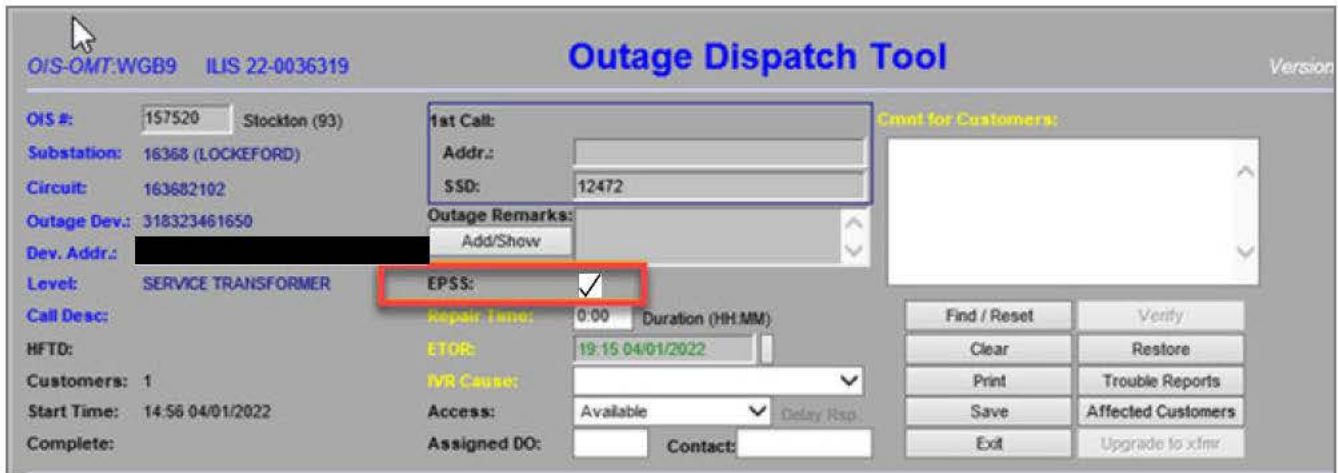 Outage Dispatch Tool
OIS-OMT:WGB9 ILIS 22-0036319
Version
OIS #: 157520 Stockton (93)
Substation: 16368 (LOCKEFORD)
Circuit: 163682102
Outage Dev.: 318323461650
Dev. Addr.:
Level: SERVICE TRANSFORMER
Call Desc:
HFTD:
Customers: 1
Start Time: 14:56 04/01/2022
Complete:
1st Call:
Addr.:
SSD: 12472
Outage Remarks:
Add/Show
EPSS:
Repair Time: 0:00 Duration (HH:MM)
ETOR: 19:15 04/01/2022
IVR Cause:
Access: Available Delay Rsp.
Assigned DO: Contact:
Cmnt for Customers:
Find / Reset Verify
Clear Restore
Print Trouble Reports
Save Affected Customers
Exit Upgrade to xfmr